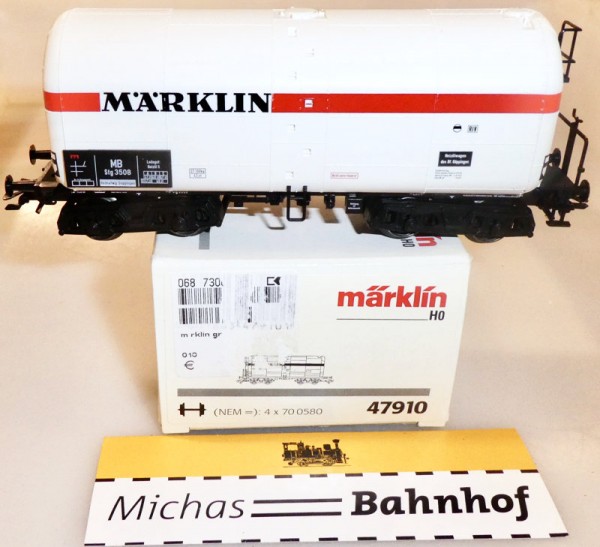 MÄRKLIN
MB
Stg 3508
068 730
märklin
H0
m rklin gr
010
€
(NEM =): 4 x 70 0580
47910
Michas Bahnhof